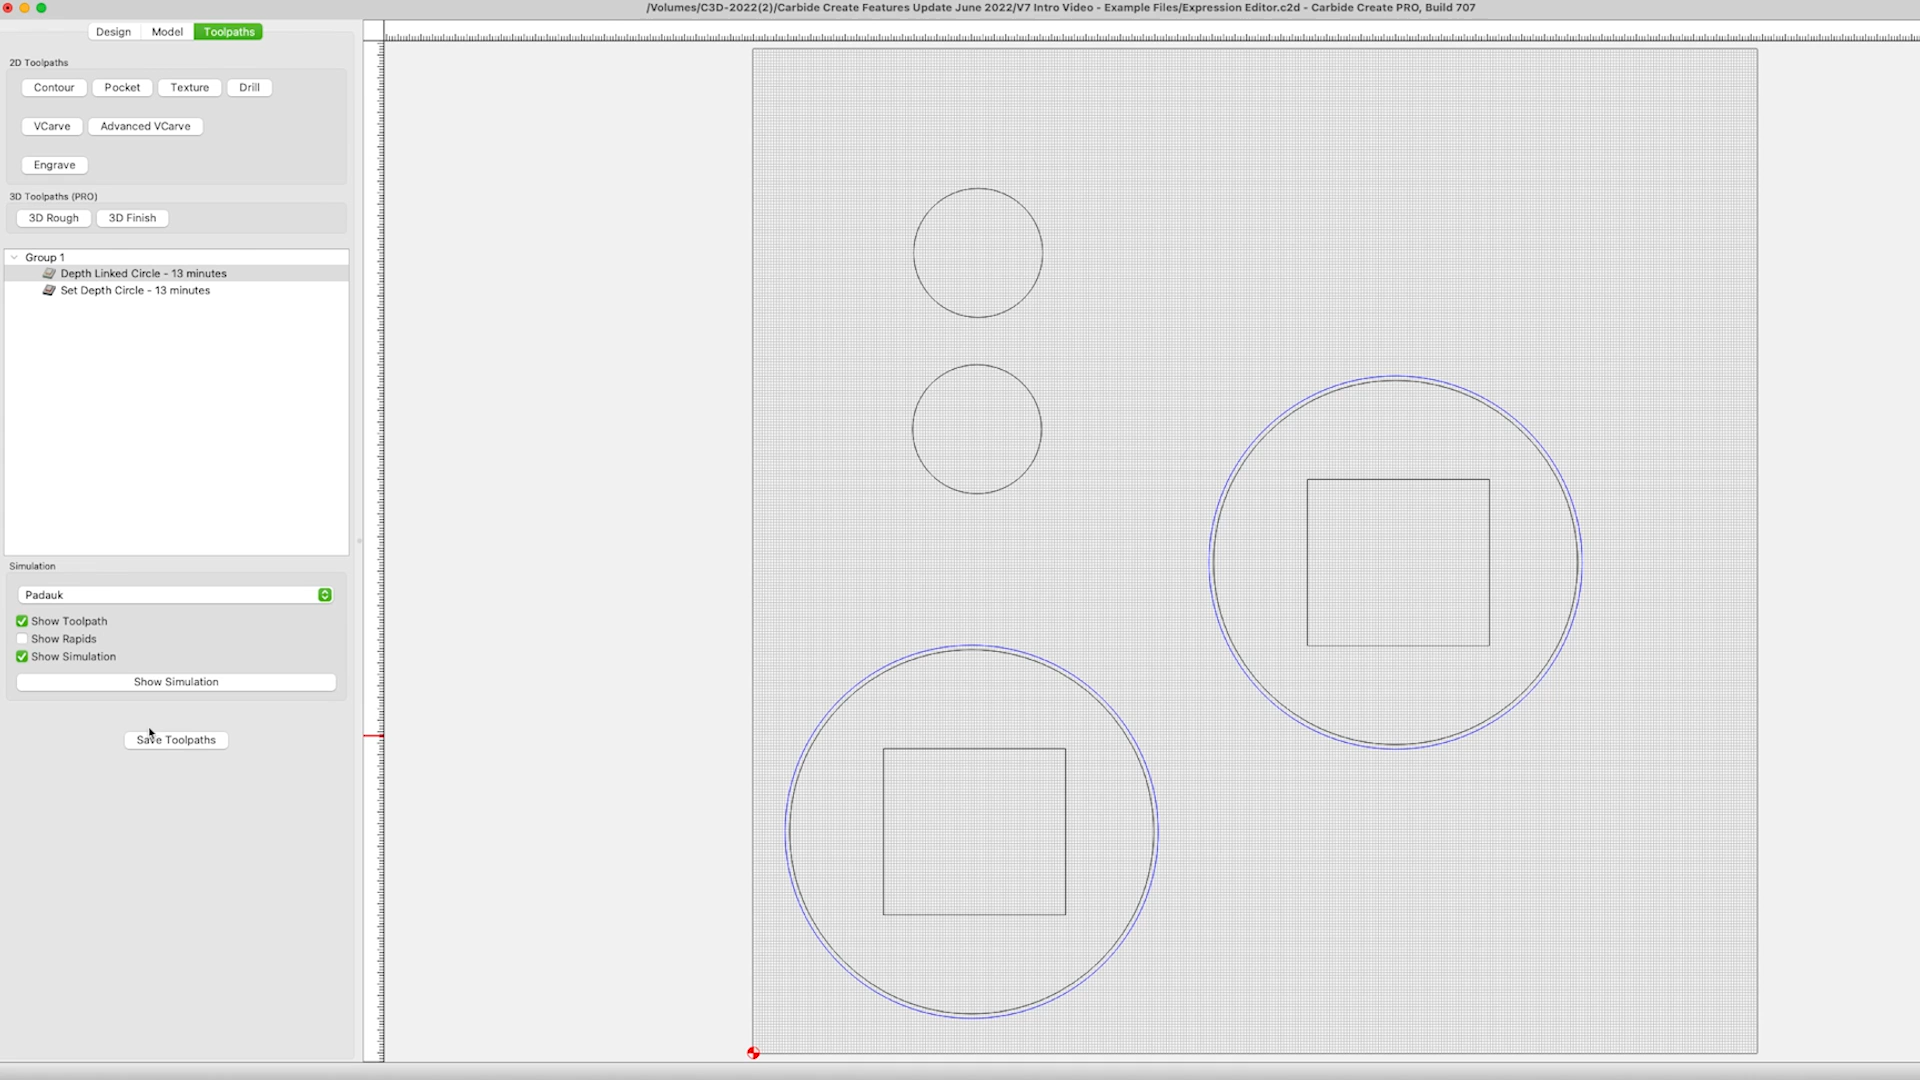 /Volumes/C3D-2022(2)/Carbide Create Features Update June 2022/V7 Intro Video - Example Files/Expression Editor.c2d - Carbide Create PRO, Build 707
Design Model Toolpaths
2D Toolpaths
Contour Pocket Texture Drill
VCarve Advanced VCarve
Engrave
3D Toolpaths (PRO)
3D Rough 3D Finish
Group 1
Depth Linked Circle - 13 minutes
Set Depth Circle - 13 minutes
Simulation
Padauk
Show Toolpath
Show Rapids
Show Simulation
Show Simulation
Save Toolpaths